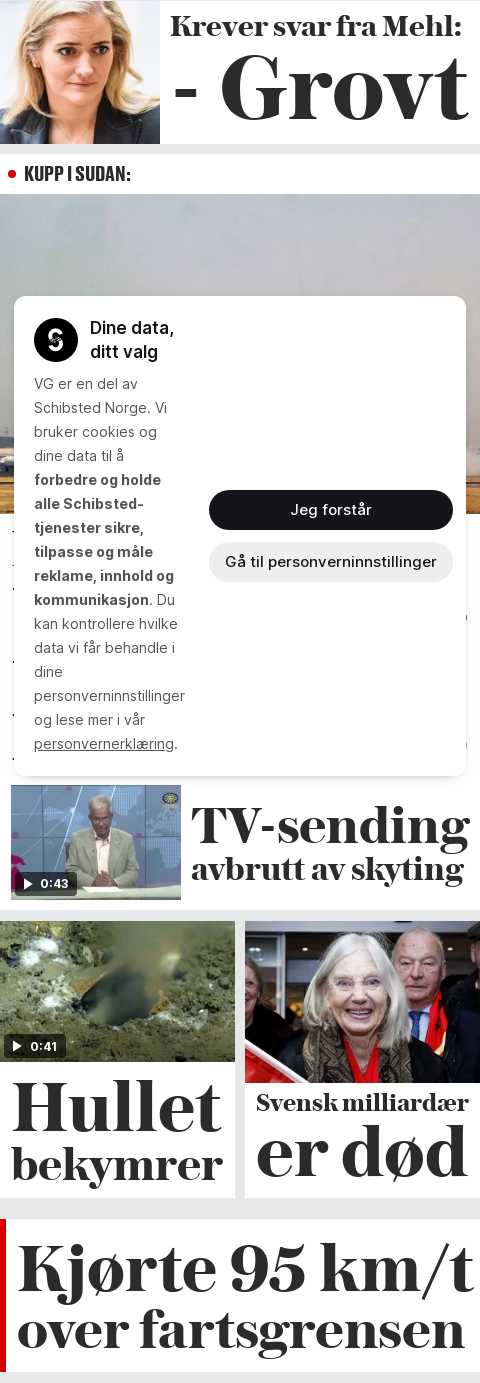 Krever svar fra Mehl:
- Grovt
KUPP I SUDAN:
Dine data,
ditt valg
VG er en del av
Schibsted Norge. Vi
bruker cookies og
dine data til å
forbedre og holde
alle Schibsted-
tjenester sikre,
tilpasse og måle
reklame, innhold og
kommunikasjon. Du
kan kontrollere hvilke
data vi får behandle i
dine
personverninnstillinger
og lese mer i vår
personvernerklæring.
Jeg forstår
Gå til personverninnstillinger
0:43
TV-sending
avbrutt av skyting
0:41
Hullet
bekymrer
Svensk milliardær
er død
Kjørte 95 km/t
over fartsgrensen